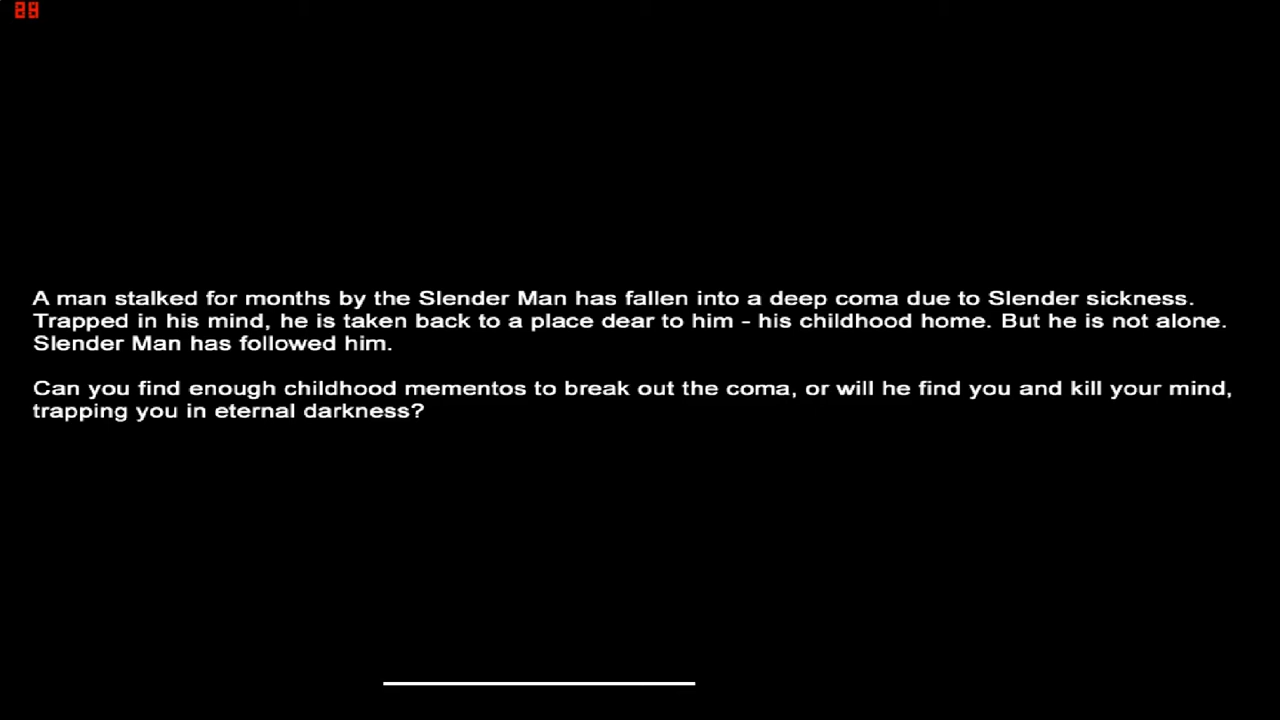 89
A man stalked for months by the Slender Man has fallen into a deep coma due to Slender sickness.
Trapped in his mind, he is taken back to a place dear to him - his childhood home. But he is not alone.
Slender Man has followed him.
Can you find enough childhood mementos to break out the coma, or will he find you and kill your mind,
trapping you in eternal darkness?